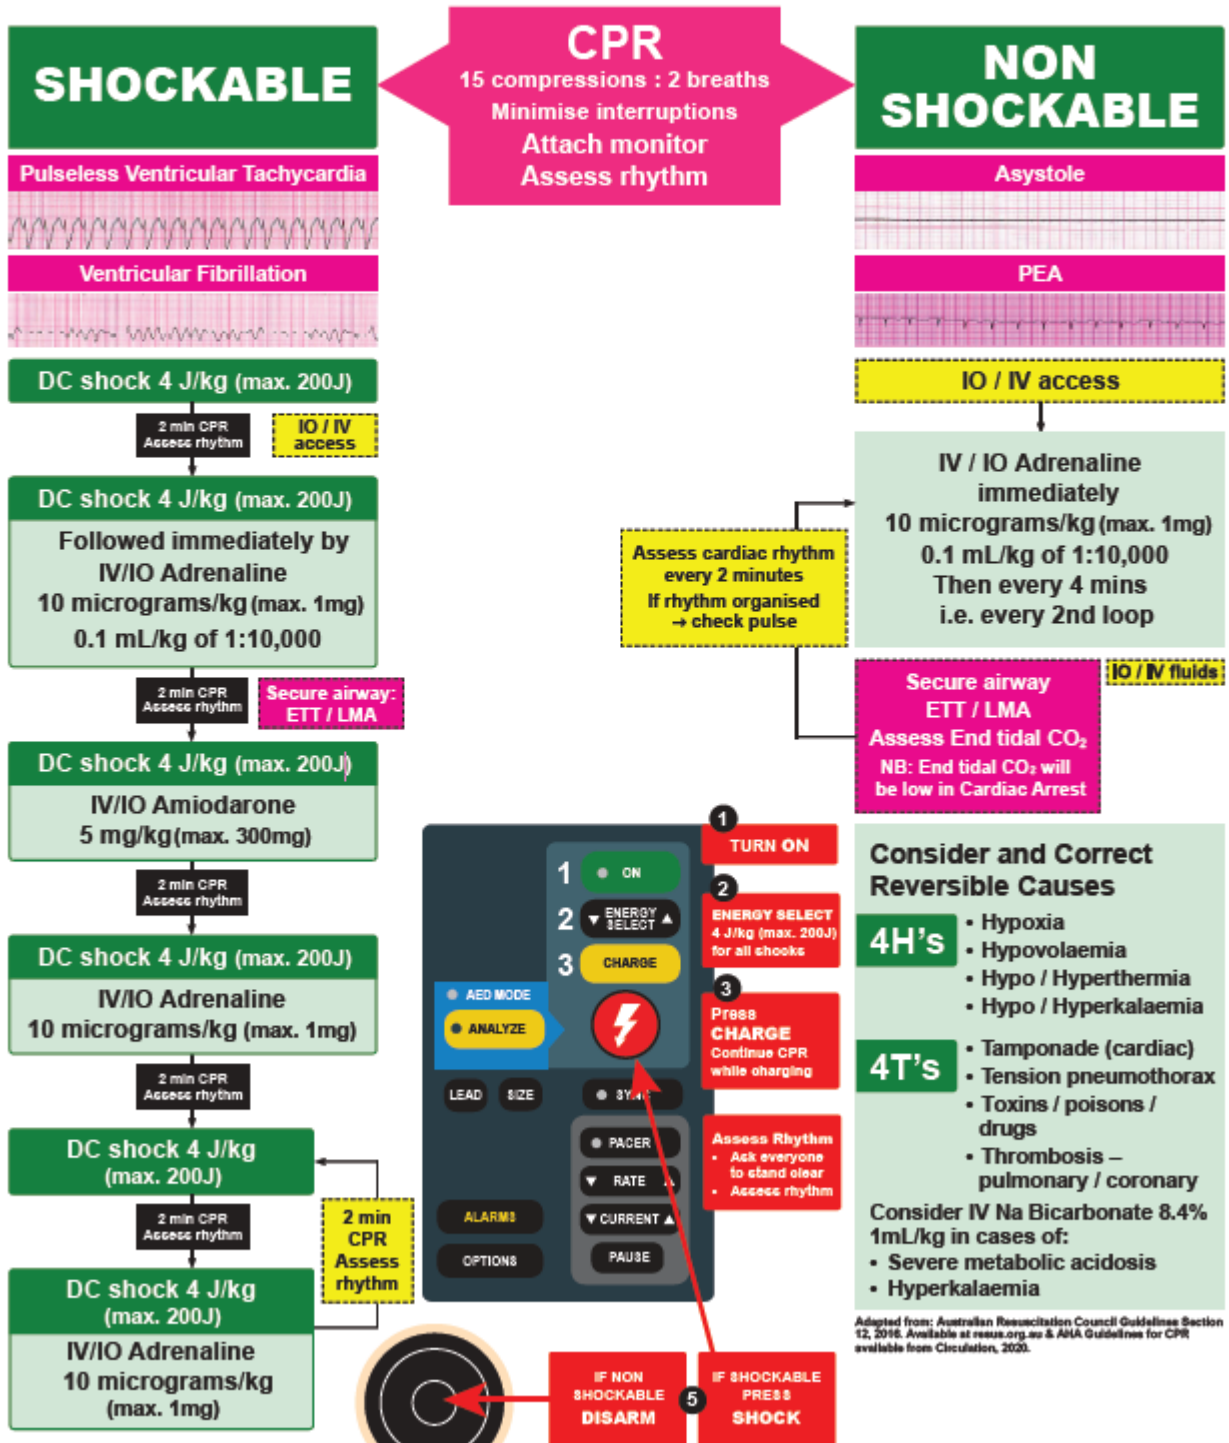 CPR
15 compressions : 2 breaths
Minimise interruptions
Attach monitor
Assess rhythm
SHOCKABLE
Pulseless Ventricular Tachycardia
Ventricular Fibrillation
DC shock 4 J/kg (max. 200J)
2 min CPR
Assess rhythm
IO / IV
access
DC shock 4 J/kg (max. 200J)
Followed immediately by
IV/IO Adrenaline
10 micrograms/kg (max. 1mg)
0.1 mL/kg of 1:10,000
2 min CPR
Assess rhythm
Secure airway:
ETT / LMA
DC shock 4 J/kg (max. 200J)
IV/IO Amiodarone
5 mg/kg (max. 300mg)
2 min CPR
Assess rhythm
DC shock 4 J/kg (max. 200J)
IV/IO Adrenaline
10 micrograms/kg (max. 1mg)
2 min CPR
Assess rhythm
DC shock 4 J/kg
(max. 200J)
2 min CPR
Assess rhythm
2 min
CPR
Assess
rhythm
DC shock 4 J/kg
(max. 200J)
IV/IO Adrenaline
10 micrograms/kg
(max. 1mg)
NON
SHOCKABLE
Asystole
PEA
IO / IV access
IV / IO Adrenaline
immediately
10 micrograms/kg (max. 1mg)
0.1 mL/kg of 1:10,000
Then every 4 mins
i.e. every 2nd loop
Assess cardiac rhythm
every 2 minutes
If rhythm organised
→ check pulse
IO / IV fluids
Secure airway
ETT / LMA
Assess End tidal CO₂
NB: End tidal CO₂ will
be low in Cardiac Arrest
1 ON
2 ▼ ENERGY SELECT ▲
3 CHARGE
AED MODE
ANALYZE
LEAD
SIZE
SYNC
PACER
▼ RATE ▲
▼ CURRENT ▲
PAUSE
ALARMS
OPTIONS
1
TURN ON
2
ENERGY SELECT
4 J/kg (max. 200J)
for all shocks
3
Press
CHARGE
Continue CPR
while charging
Assess Rhythm
• Ask everyone
to stand clear
• Assess rhythm
IF NON
SHOCKABLE
DISARM
5
IF SHOCKABLE
PRESS
SHOCK
Consider and Correct
Reversible Causes
4H's
• Hypoxia
• Hypovolaemia
• Hypo / Hyperthermia
• Hypo / Hyperkalaemia
4T's
• Tamponade (cardiac)
• Tension pneumothorax
• Toxins / poisons /
drugs
• Thrombosis –
pulmonary / coronary
Consider IV Na Bicarbonate 8.4%
1mL/kg in cases of:
• Severe metabolic acidosis
• Hyperkalaemia
Adapted from: Australian Resuscitation Council Guidelines Section
12, 2016. Available at resus.org.au & AHA Guidelines for CPR
available from Circulation, 2020.